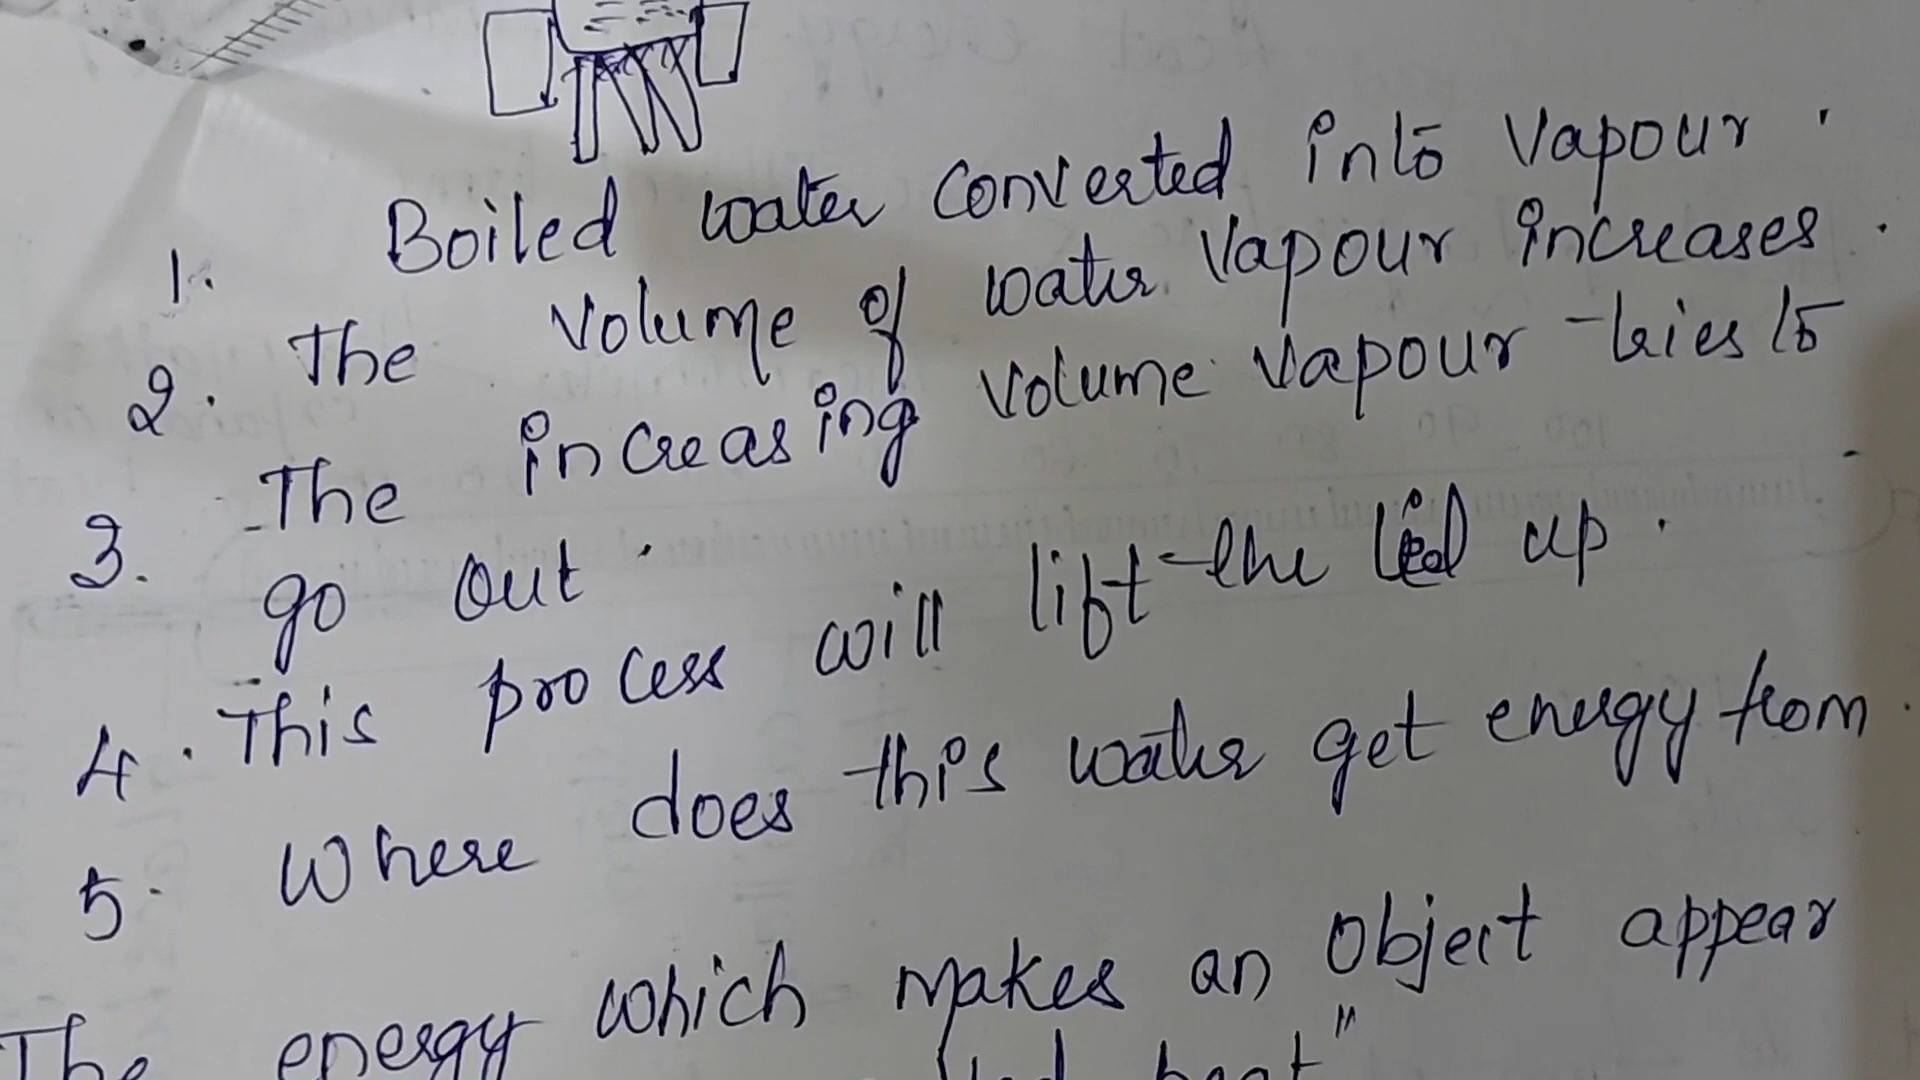 1. Boiled water converted into Vapour.
2. The volume of water Vapour increases.
3. The increasing volume vapour tries to
go out.
4. This process will lift the lid up.
5. Where does this water get energy from.
The energy which makes an object appear
heat"